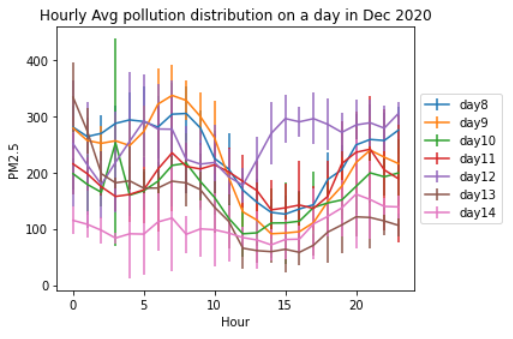 Hourly Avg pollution distribution on a day in Dec 2020
400
300
200
100
0
PM2.5
0
5
10
15
20
Hour
day8
day9
day10
day11
day12
day13
day14